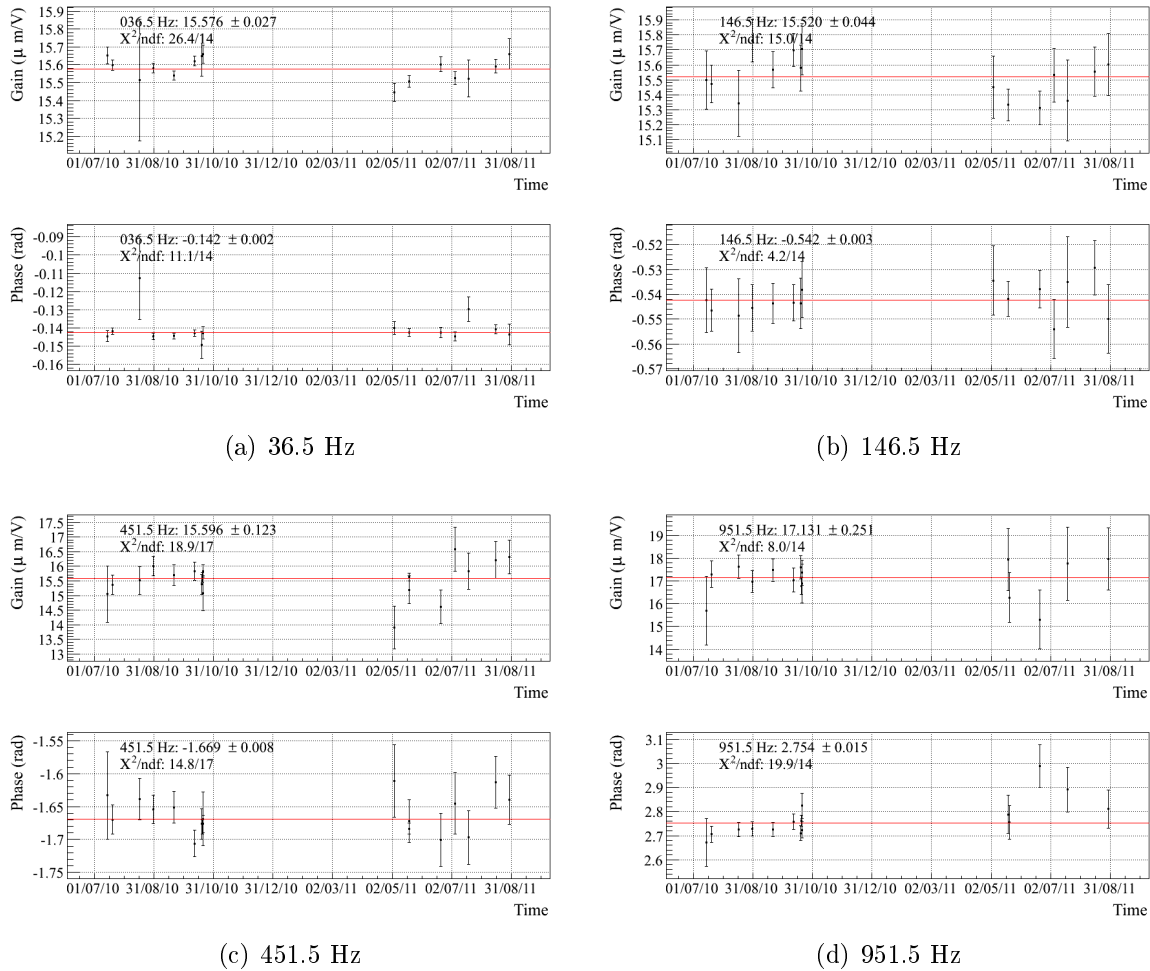 Gain (µ m/V)
036.5 Hz: 15.576 ± 0.027
X²/ndf: 26.4/14
15.9
15.8
15.7
15.6
15.5
15.4
15.3
15.2
01/07/10 31/08/10 31/10/10 31/12/10 02/03/11 02/05/11 02/07/11 31/08/11
Time
Phase (rad)
036.5 Hz: -0.142 ± 0.002
X²/ndf: 11.1/14
-0.09
-0.1
-0.11
-0.12
-0.13
-0.14
-0.15
-0.16
01/07/10 31/08/10 31/10/10 31/12/10 02/03/11 02/05/11 02/07/11 31/08/11
Time
(a) 36.5 Hz
Gain (µ m/V)
146.5 Hz: 15.520 ± 0.044
X²/ndf: 15.0/14
15.9
15.8
15.7
15.6
15.5
15.4
15.3
15.2
15.1
01/07/10 31/08/10 31/10/10 31/12/10 02/03/11 02/05/11 02/07/11 31/08/11
Time
Phase (rad)
146.5 Hz: -0.542 ± 0.003
X²/ndf: 4.2/14
-0.52
-0.53
-0.54
-0.55
-0.56
-0.57
01/07/10 31/08/10 31/10/10 31/12/10 02/03/11 02/05/11 02/07/11 31/08/11
Time
(b) 146.5 Hz
Gain (µ m/V)
451.5 Hz: 15.596 ± 0.123
X²/ndf: 18.9/17
17.5
17
16.5
16
15.5
15
14.5
14
13.5
13
01/07/10 31/08/10 31/10/10 31/12/10 02/03/11 02/05/11 02/07/11 31/08/11
Time
Phase (rad)
451.5 Hz: -1.669 ± 0.008
X²/ndf: 14.8/17
-1.55
-1.6
-1.65
-1.7
-1.75
01/07/10 31/08/10 31/10/10 31/12/10 02/03/11 02/05/11 02/07/11 31/08/11
Time
(c) 451.5 Hz
Gain (µ m/V)
951.5 Hz: 17.131 ± 0.251
X²/ndf: 8.0/14
19
18
17
16
15
14
01/07/10 31/08/10 31/10/10 31/12/10 02/03/11 02/05/11 02/07/11 31/08/11
Time
Phase (rad)
951.5 Hz: 2.754 ± 0.015
X²/ndf: 19.9/14
3.1
3
2.9
2.8
2.7
2.6
01/07/10 31/08/10 31/10/10 31/12/10 02/03/11 02/05/11 02/07/11 31/08/11
Time
(d) 951.5 Hz